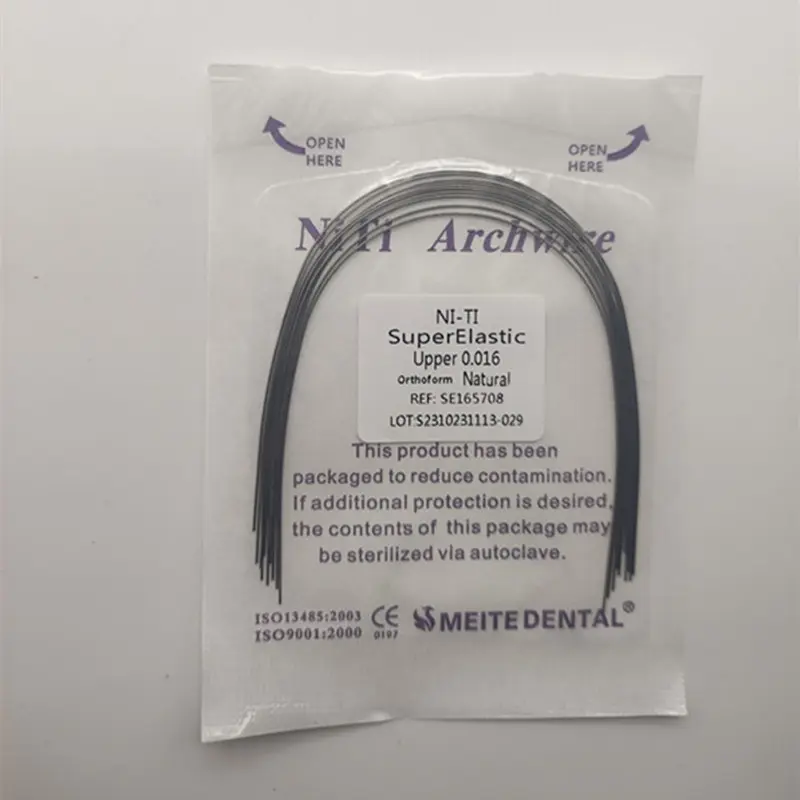 OPEN
HERE
OPEN
HERE
NiTi Archwire
NI-TI
SuperElastic
Upper 0.016
Orthoform Natural
REF: SE165708
LOT:S2310231113-029
This product has been
packaged to reduce contamination.
If additional protection is desired,
the contents of this package may
be sterilized via autoclave.
ISO13485:2003
ISO9001:2000
CE
0197
MEITE DENTAL®